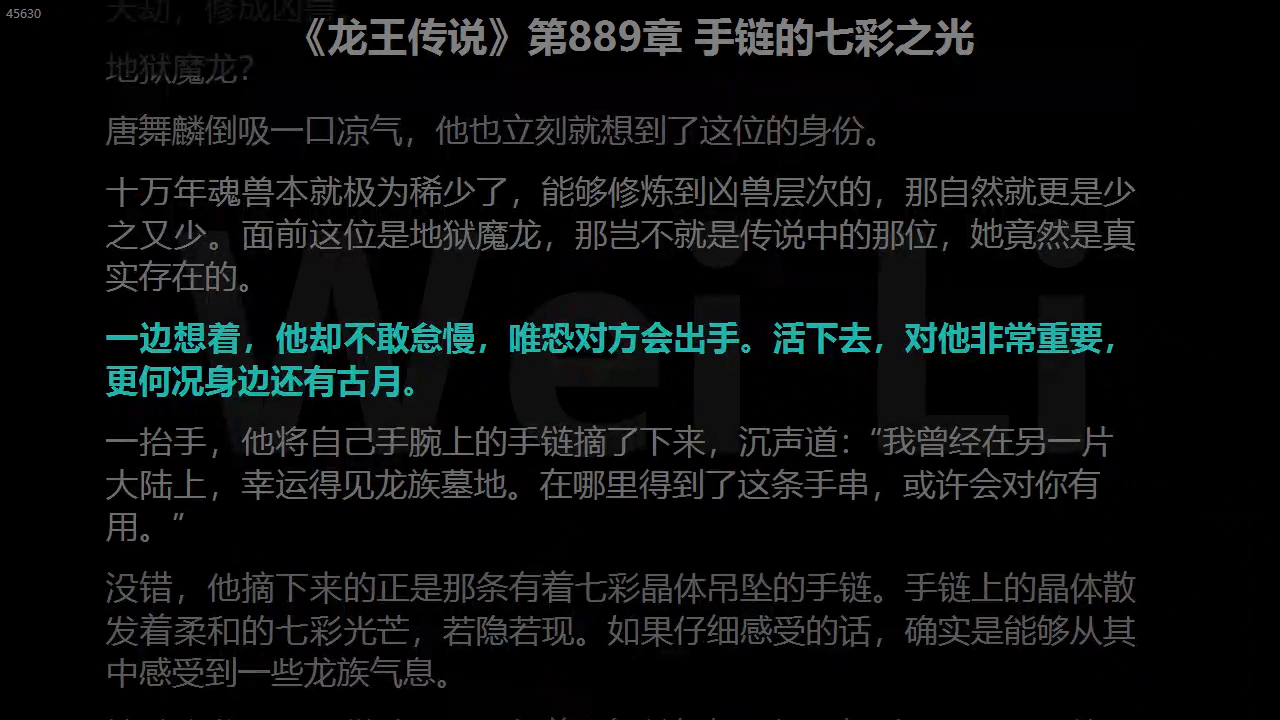 45630
天劫，修成凶兽
《龙王传说》第889章 手链的七彩之光
地狱魔龙？
唐舞麟倒吸一口凉气，他也立刻就想到了这位的身份。
十万年魂兽本就极为稀少了，能够修炼到凶兽层次的，那自然就更是少
之又少。面前这位是地狱魔龙，那岂不就是传说中的那位，她竟然是真
实存在的。
一边想着，他却不敢怠慢，唯恐对方会出手。活下去，对他非常重要，
更何况身边还有古月。
一抬手，他将自己手腕上的手链摘了下来，沉声道：“我曾经在另一片
大陆上，幸运得见龙族墓地。在哪里得到了这条手串，或许会对你有
用。”
没错，他摘下来的正是那条有着七彩晶体吊坠的手链。手链上的晶体散
发着柔和的七彩光芒，若隐若现。如果仔细感受的话，确实是能够从其
中感受到一些龙族气息。
Wei Li